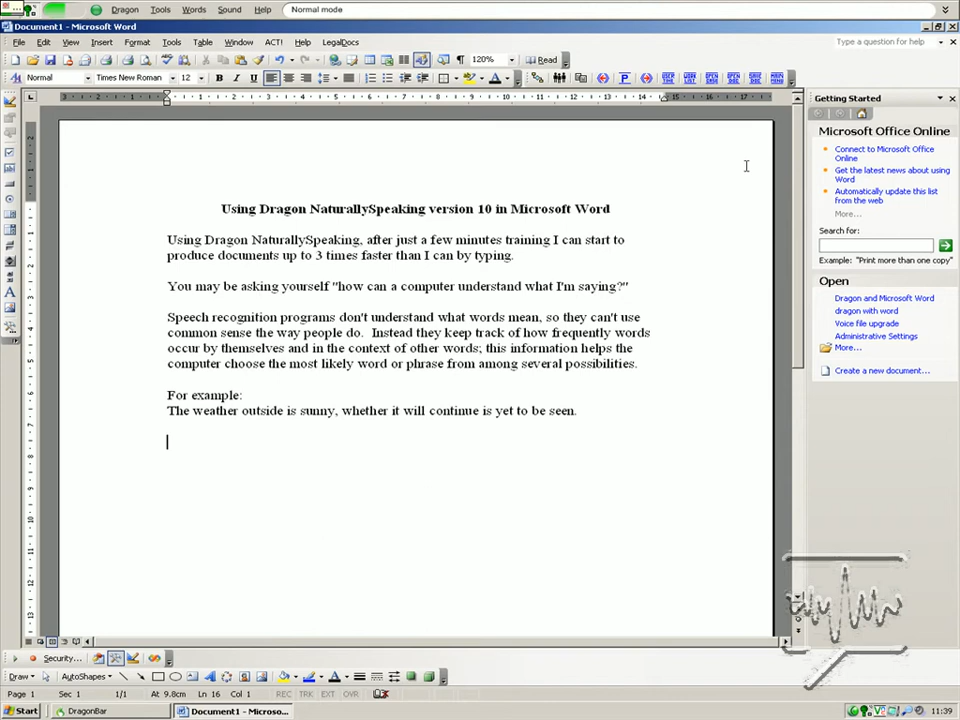 Dragon Tools Words Sound Help Normal mode
Document1 - Microsoft Word
File Edit View Insert Format Tools Table Window ACT! Help LegalDocs Type a question for help
120% Read
Normal Times New Roman 12
Getting Started
Microsoft Office Online
Connect to Microsoft Office
Online
Get the latest news about using
Word
Automatically update this list
from the web
More...
Search for:
Example: "Print more than one copy"
Open
Dragon and Microsoft Word
dragon with word
Voice file upgrade
Administrative Settings
More...
Create a new document...
Using Dragon NaturallySpeaking version 10 in Microsoft Word
Using Dragon NaturallySpeaking, after just a few minutes training I can start to
produce documents up to 3 times faster than I can by typing.
You may be asking yourself "how can a computer understand what I'm saying?"
Speech recognition programs don't understand what words mean, so they can't use
common sense the way people do. Instead they keep track of how frequently words
occur by themselves and in the context of other words; this information helps the
computer choose the most likely word or phrase from among several possibilities.
For example:
The weather outside is sunny, whether it will continue is yet to be seen.
Security...
Draw AutoShapes
Page 1 Sec 1 1/1 At 9.8cm Ln 16 Col 1 REC TRK EXT OVR
Start DragonBar Document1 - Microso... 11:39